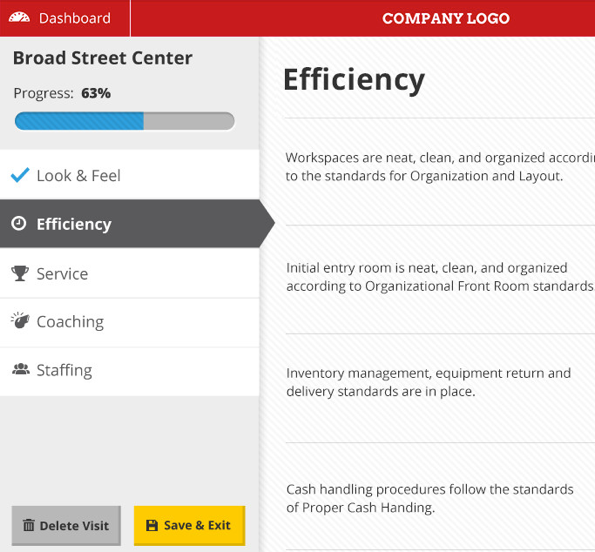 Dashboard
COMPANY LOGO
Broad Street Center
Progress: 63%
Look & Feel
Efficiency
Service
Coaching
Staffing
Delete Visit
Save & Exit
Efficiency
Workspaces are neat, clean, and organized accordi
to the standards for Organization and Layout.
Initial entry room is neat, clean, and organized
according to Organizational Front Room standards
Inventory management, equipment return and
delivery standards are in place.
Cash handling procedures follow the standards
of Proper Cash Handing.